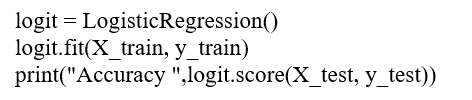 logit = LogisticRegression()
logit.fit(X_train, y_train)
print("Accuracy ",logit.score(X_test, y_test))